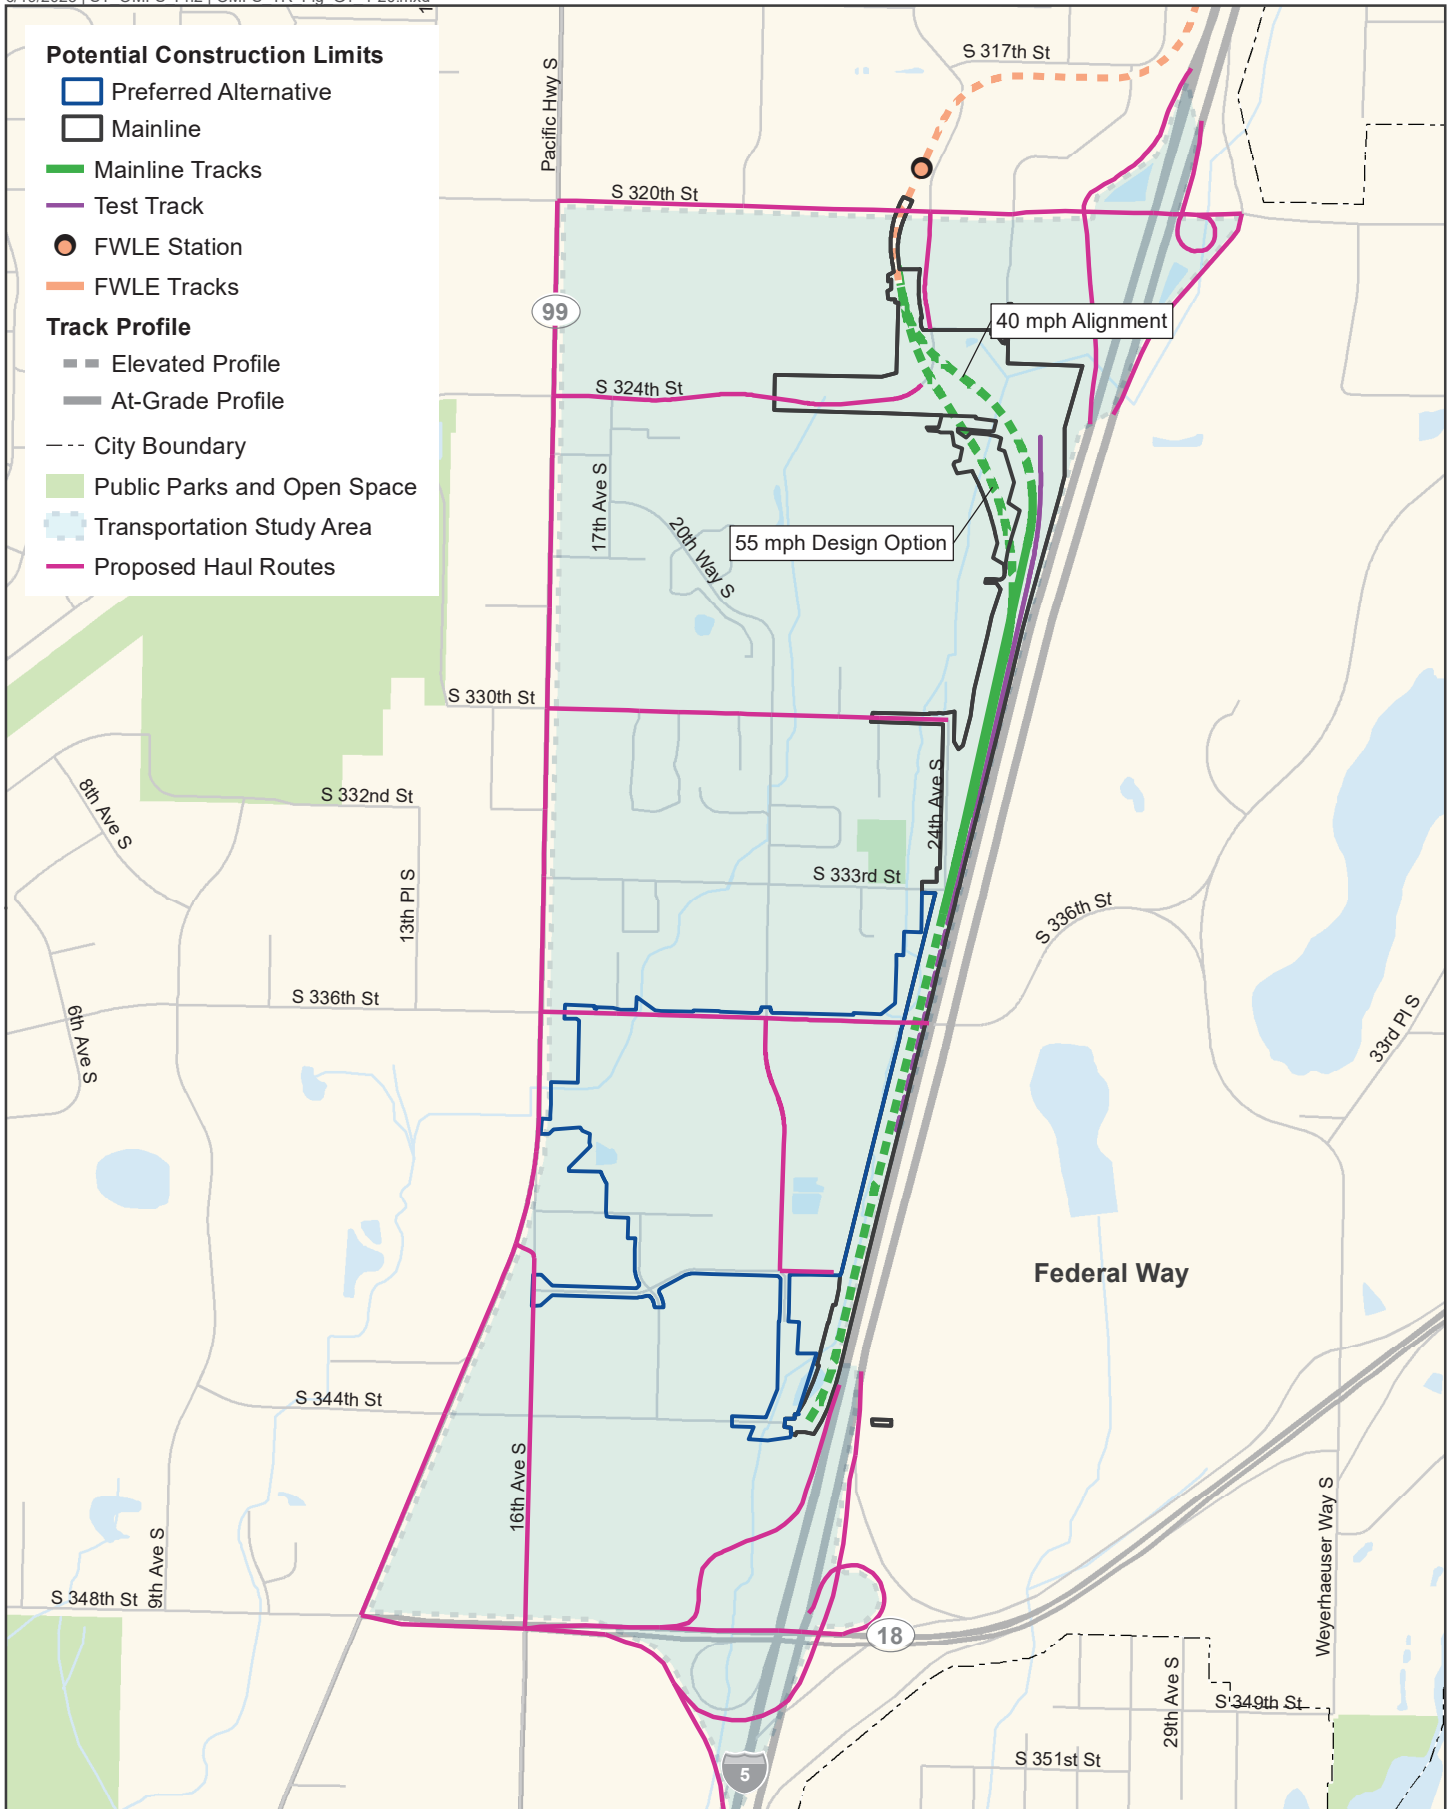 Potential Construction Limits
Preferred Alternative
Mainline
Mainline Tracks
Test Track
FWLE Station
FWLE Tracks
Track Profile
Elevated Profile
At-Grade Profile
City Boundary
Public Parks and Open Space
Transportation Study Area
Proposed Haul Routes
S 317th St
Pacific Hwy S
S 320th St
99
40 mph Alignment
S 324th St
17th Ave S
20th Way S
55 mph Design Option
S 330th St
24th Ave S
8th Ave S
S 332nd St
13th Pl S
S 333rd St
S 336th St
S 336th St
6th Ave S
33rd Pl S
Federal Way
S 344th St
16th Ave S
9th Ave S
S 348th St
18
Weyerhaeuser Way S
29th Ave S
S 349th St
S 351st St
5